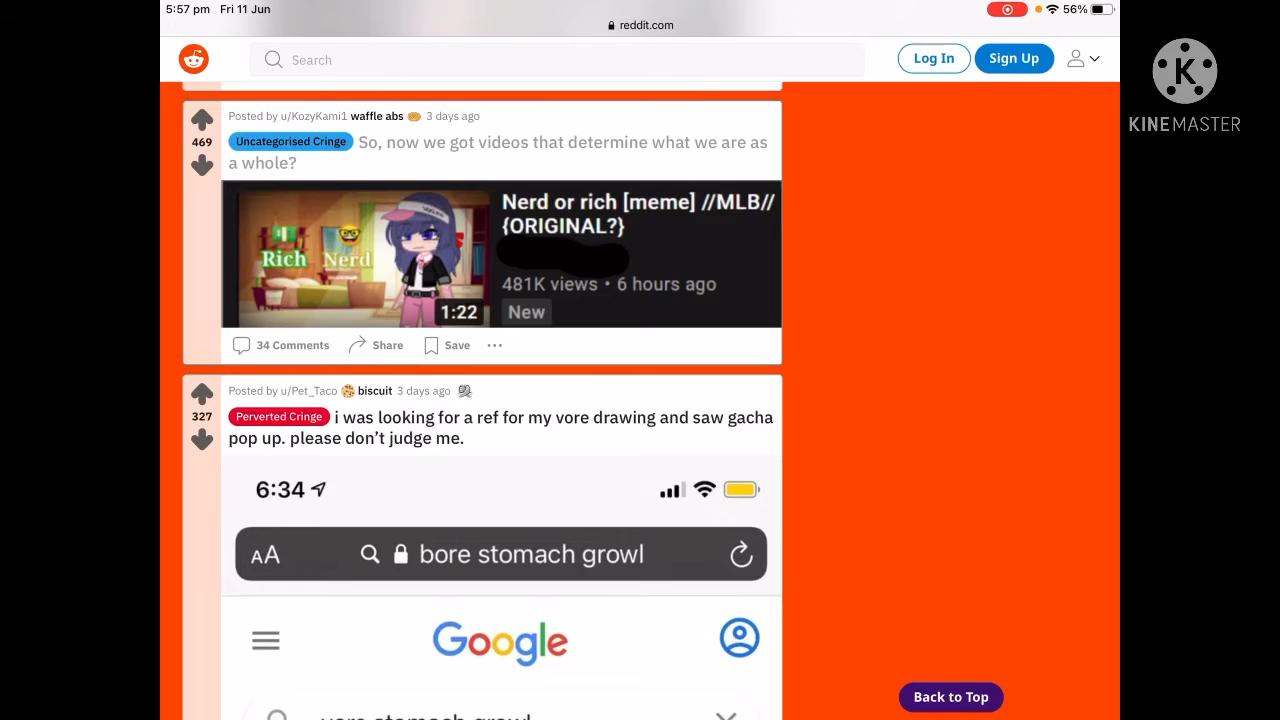 5:57 pm Fri 11 Jun
56%
reddit.com
Search
Log In
Sign Up
K
KINEMASTER
Posted by u/KozyKami1 waffle abs 3 days ago
469
Uncategorised Cringe So, now we got videos that determine what we are as
a whole?
Rich Nerd
1:22
Nerd or rich [meme] //MLB//
{ORIGINAL?}
481K views • 6 hours ago
New
34 Comments
Share
Save
Posted by u/Pet_Taco biscuit 3 days ago
327
Perverted Cringe i was looking for a ref for my vore drawing and saw gacha
pop up. please don’t judge me.
6:34
AA
bore stomach growl
Google
vore stomach growl
Back to Top